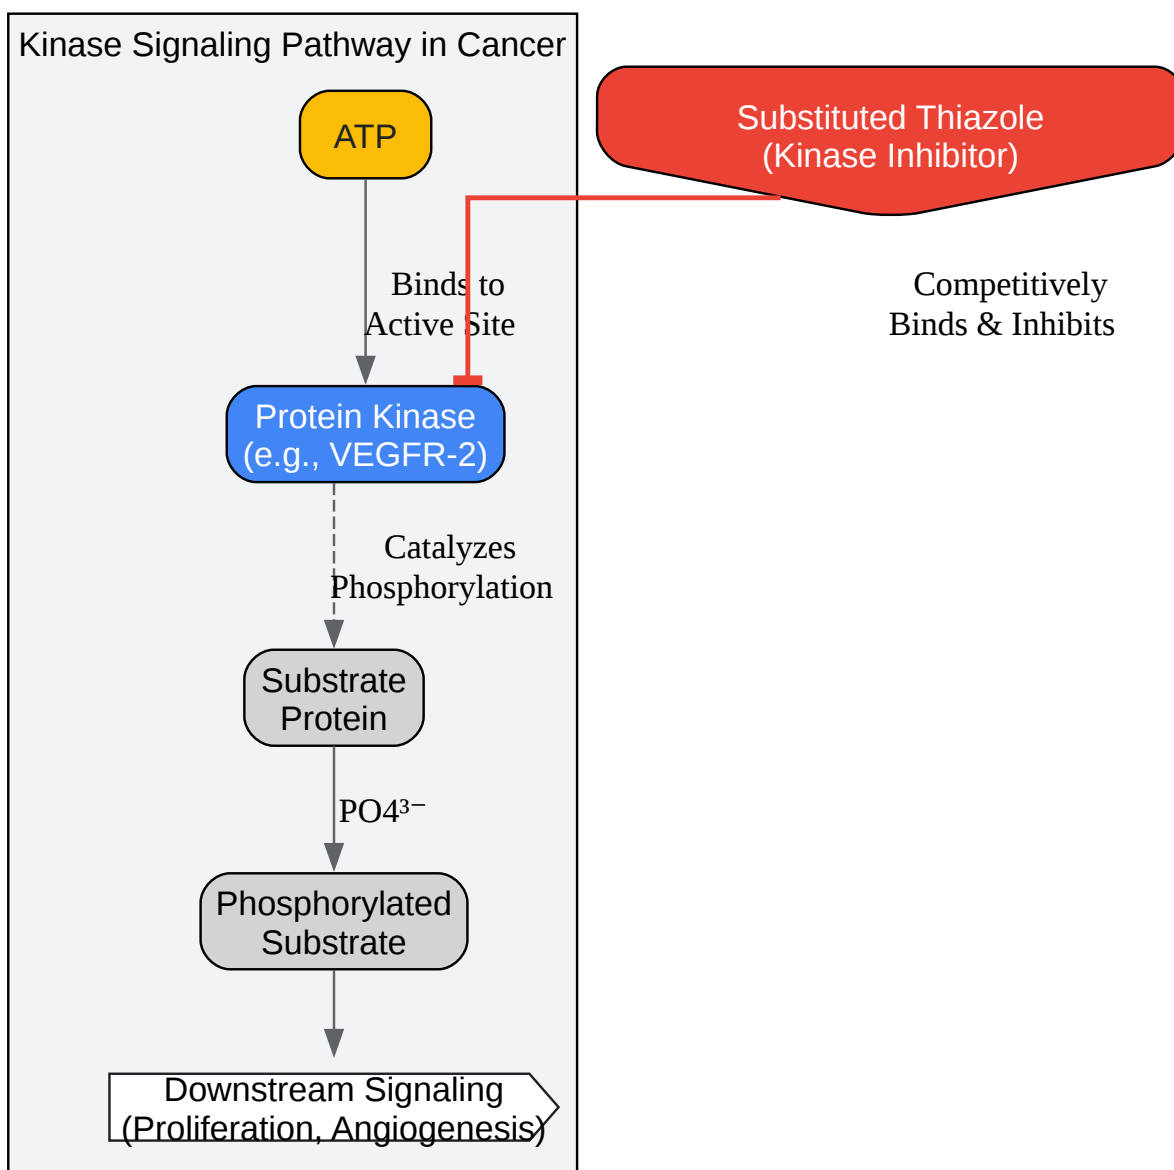 Kinase Signaling Pathway in Cancer
ATP
Substituted Thiazole
(Kinase Inhibitor)
Binds to
Active Site
Competitively
Binds & Inhibits
Protein Kinase
(e.g., VEGFR-2)
Catalyzes
Phosphorylation
Substrate
Protein
PO4³⁻
Phosphorylated
Substrate
Downstream Signaling
(Proliferation, Angiogenesis)